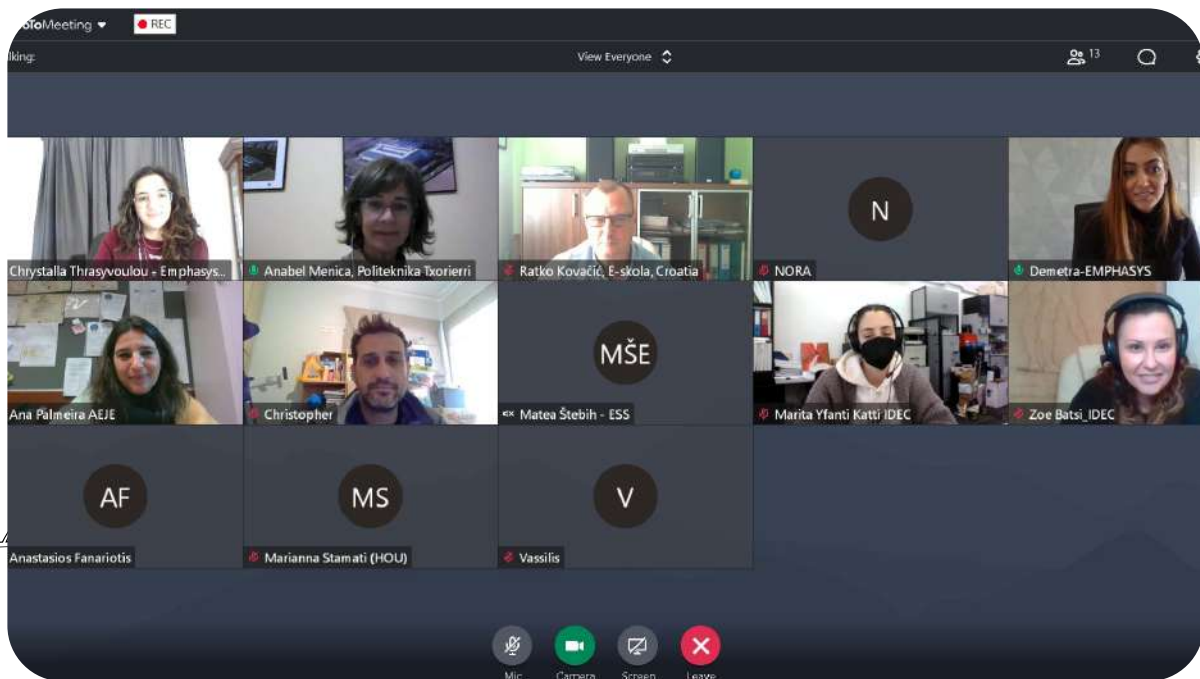 oToMeeting REC
lking:
View Everyone
13
Chrystalla Thrasyvoulou - Emphasys...
Anabel Menica, Politeknika Txorierri
Ratko Kovačić, E-skola, Croatia
N
NORA
Demetra-EMPHASYS
Ana Palmeira AEJE
Christopher
MŠE
Matea Štebih - ESS
Marita Yfanti Katti IDEC
Zoe Batsi_IDEC
AF
Anastasios Fanariotis
MS
Marianna Stamati (HOU)
V
Vassilis
Mic Camera Screen Leave